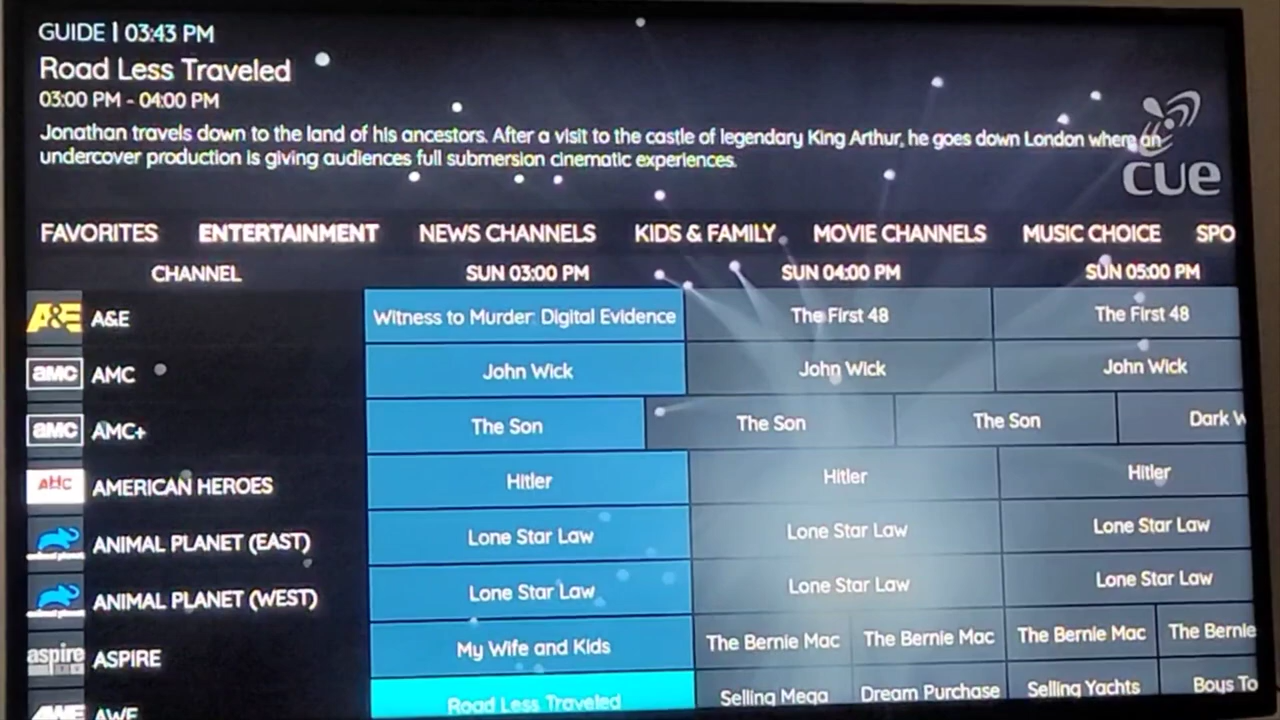 GUIDE | 03:43 PM
Road Less Traveled
03:00 PM - 04:00 PM
Jonathan travels down to the land of his ancestors. After a visit to the castle of legendary King Arthur, he goes down London where an
undercover production is giving audiences full submersion cinematic experiences.
cue
FAVORITES ENTERTAINMENT NEWS CHANNELS KIDS & FAMILY MOVIE CHANNELS MUSIC CHOICE SPO
CHANNEL SUN 03:00 PM SUN 04:00 PM SUN 05:00 PM
A&E A&E Witness to Murder: Digital Evidence The First 48 The First 48
aMC AMC John Wick John Wick John Wick
aMC AMC+ The Son The Son The Son Dark W
AHC AMERICAN HEROES Hitler Hitler Hitler
ANIMAL PLANET (EAST) Lone Star Law Lone Star Law Lone Star Law
ANIMAL PLANET (WEST) Lone Star Law Lone Star Law Lone Star Law
aspire ASPIRE My Wife and Kids The Bernie Mac The Bernie Mac The Bernie Mac The Bernie
AWE AWE Road Less Traveled Selling Mega Dream Purchase Selling Yachts Boys To